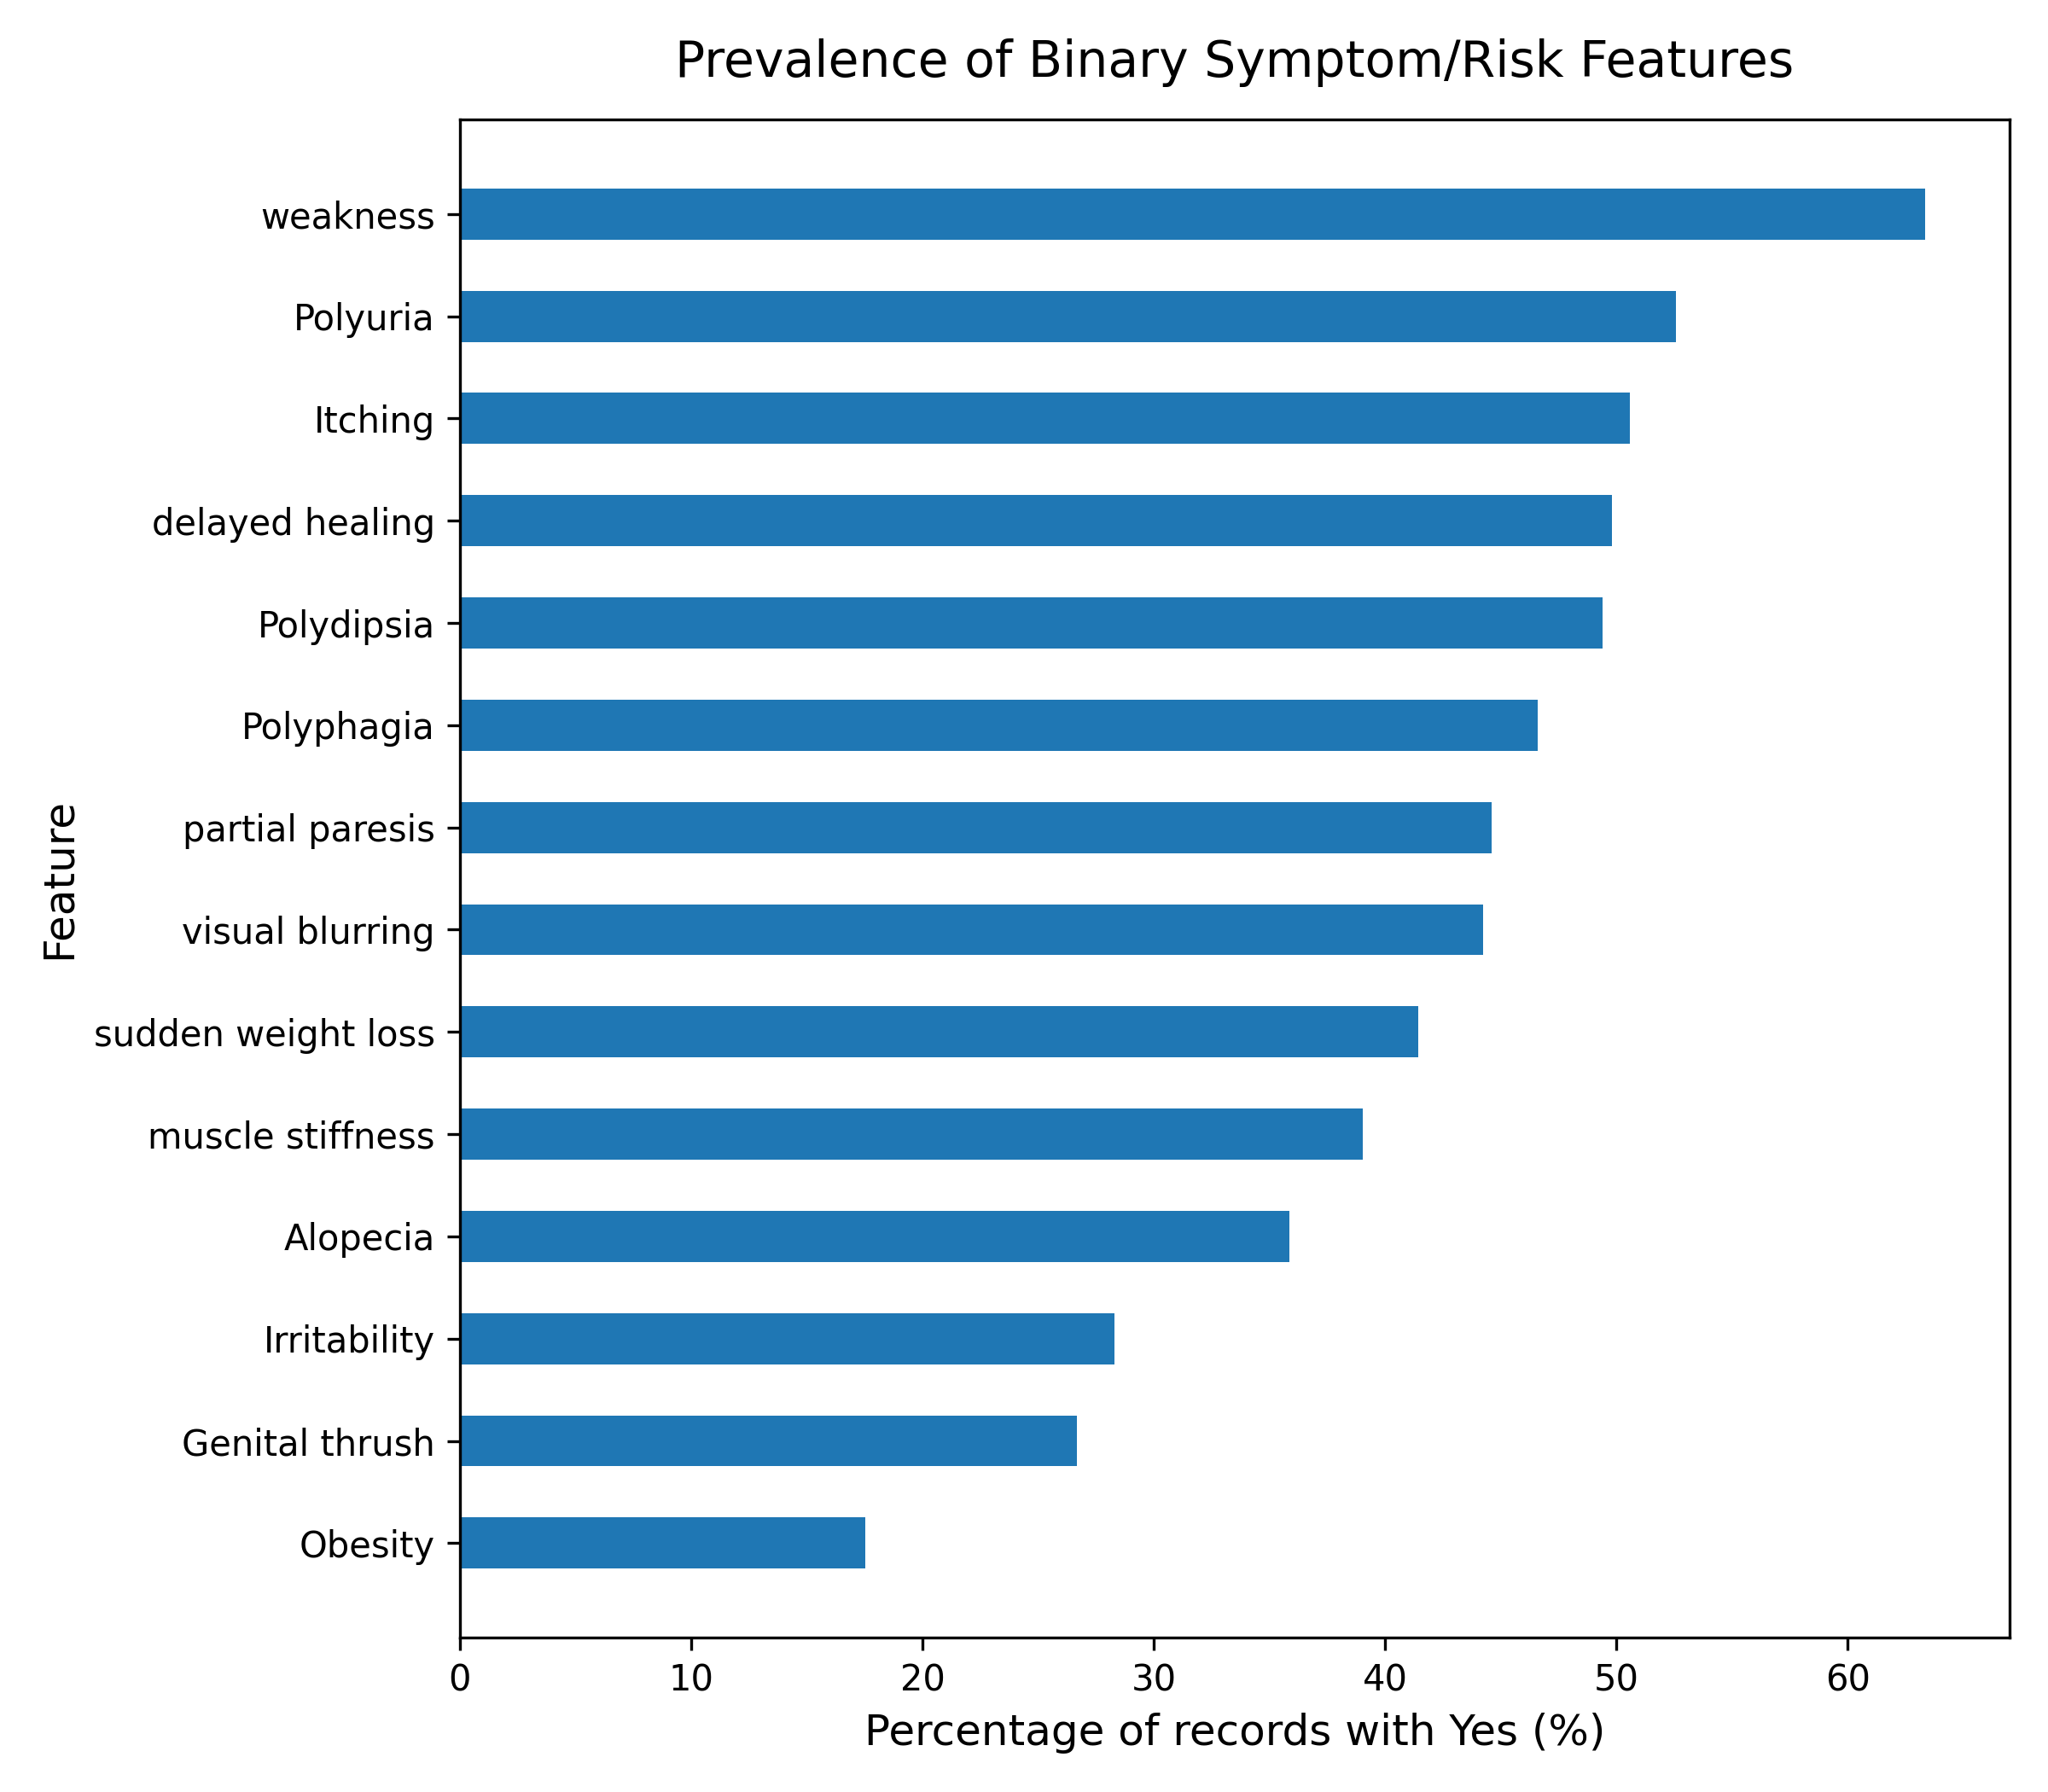 Prevalence of Binary Symptom/Risk Features
weakness
Polyuria
Itching
delayed healing
Polydipsia
Polyphagia
partial paresis
visual blurring
sudden weight loss
muscle stiffness
Alopecia
Irritability
Genital thrush
Obesity
Feature
0 10 20 30 40 50 60
Percentage of records with Yes (%)